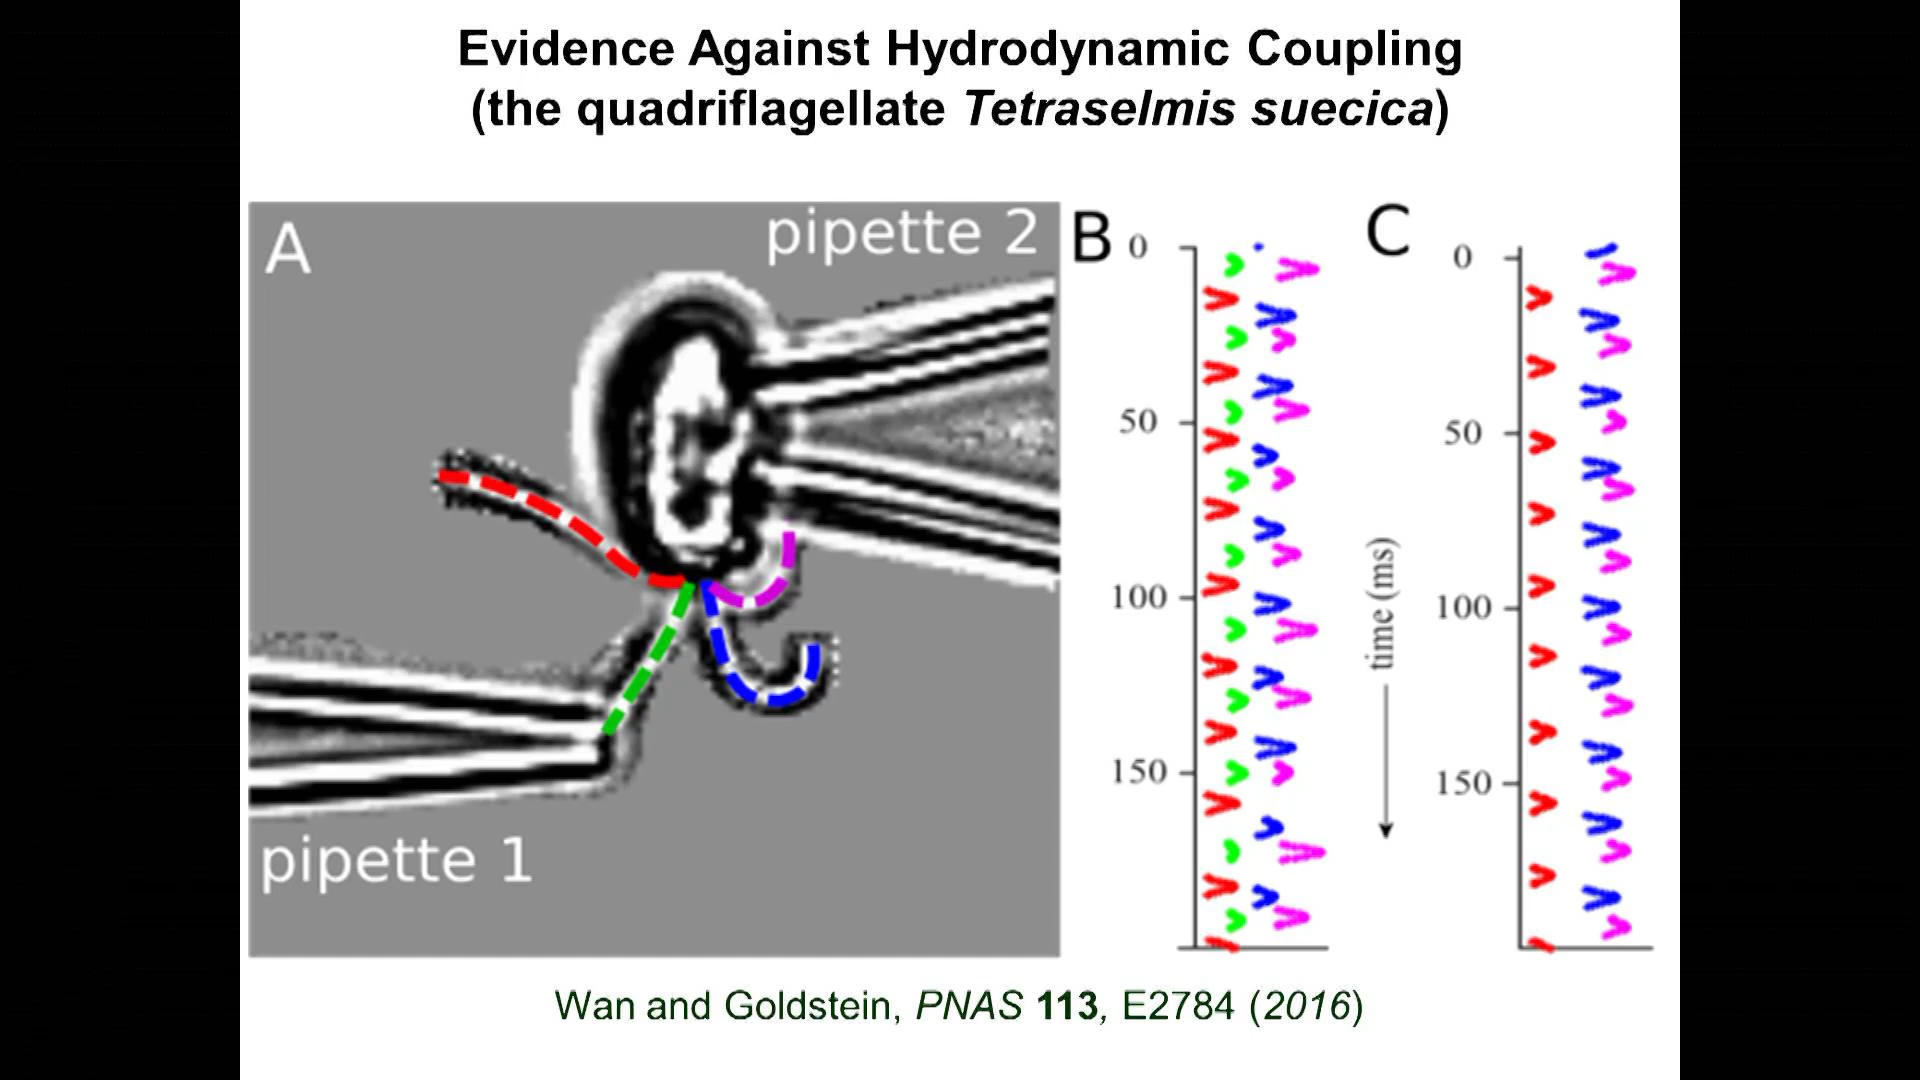 Evidence Against Hydrodynamic Coupling
(the quadriflagellate Tetraselmis suecica)
A
pipette 2
pipette 1
B
0
50
100
150
time (ms)
C
0
50
100
150
Wan and Goldstein, PNAS 113, E2784 (2016)